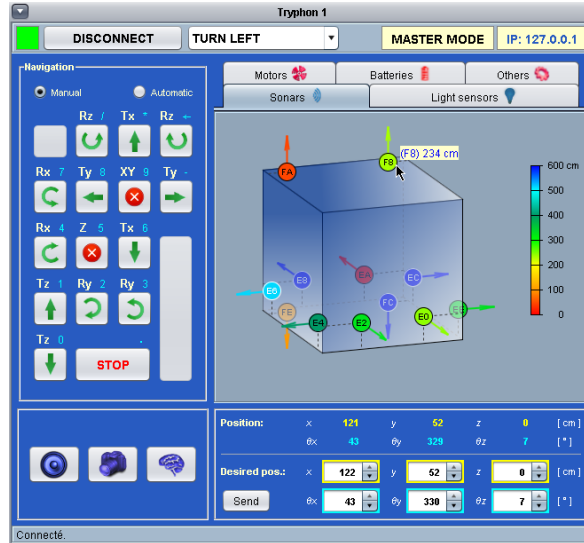 Tryphon 1
DISCONNECT TURN LEFT MASTER MODE IP: 127.0.0.1
Navigation
Manual Automatic
Rz / Tx * Rz ←
Rx 7 Ty 8 XY 9 Ty -
Rx 4 Z 5 Tx 6
Tz 1 Ry 2 Ry 3
Tz 0 .
STOP
Motors Batteries Others
Sonars Light sensors
(F8) 234 cm
F8
FA
E8
EA
EC
E6
FC
FE
E4
E2
E0
EE
600 cm
500
400
300
200
100
0
Position: x 121 y 52 z 0 [ cm ]
θx 43 θy 329 θz 7 [ ° ]
Desired pos.: x 122 y 52 z 0 [ cm ]
Send θx 43 θy 330 θz 7 [ ° ]
Connecté.